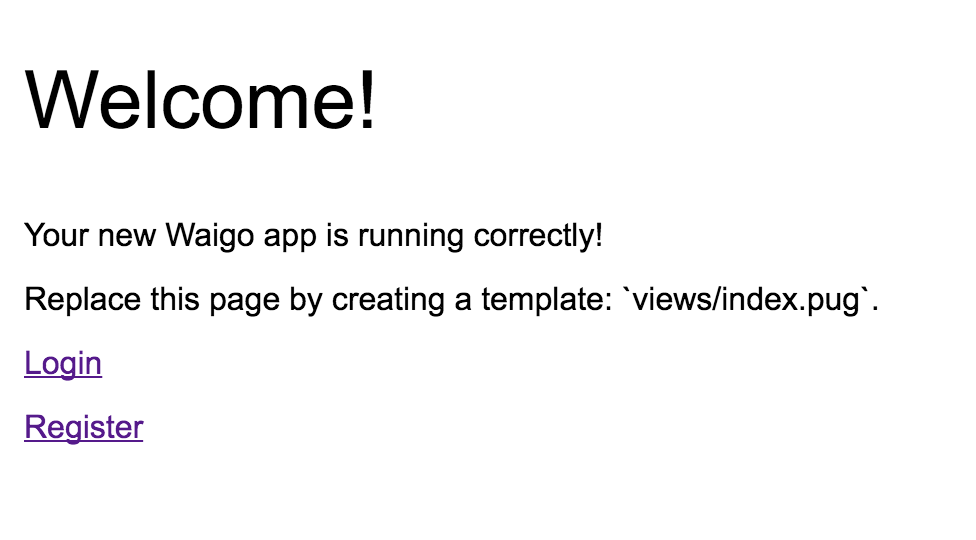 Welcome!
Your new Waigo app is running correctly!
Replace this page by creating a template: `views/index.pug`.
Login
Register